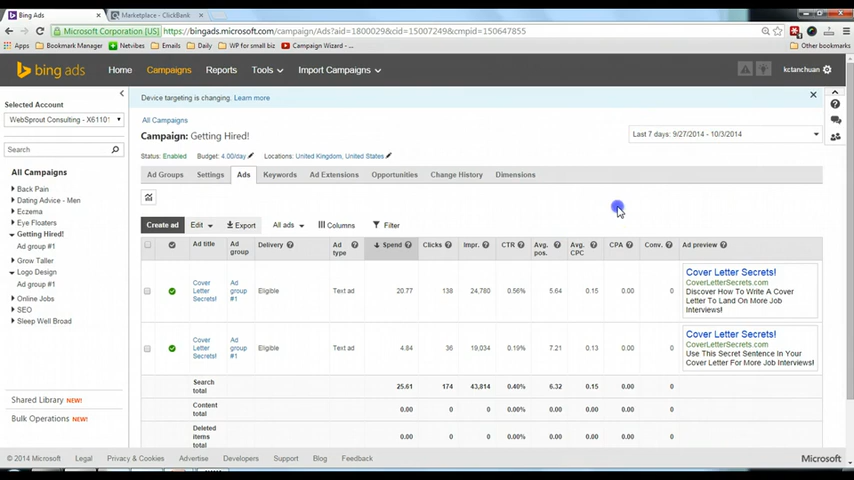 Bing Ads
Marketplace - ClickBank
Microsoft Corporation [US] https://bingads.microsoft.com/campaign/Ads?aid=1800029&cid=15007249&cmpid=150647855
Apps Bookmark Manager Netvibes Emails Daily WP for small biz Campaign Wizard - ... Other bookmarks
bing ads Home Campaigns Reports Tools Import Campaigns kctanchuan
Selected Account
WebSprout Consulting - X61101
Search
All Campaigns
Back Pain
Dating Advice - Men
Eczema
Eye Floaters
Getting Hired!
Ad group #1
Grow Taller
Logo Design
Ad group #1
Online Jobs
SEO
Sleep Well Broad
Shared Library NEW!
Bulk Operations NEW!
Device targeting is changing. Learn more
All Campaigns
Campaign: Getting Hired!
Last 7 days: 9/27/2014 - 10/3/2014
Status: Enabled Budget: 4.00/day Locations: United Kingdom, United States
Ad Groups Settings Ads Keywords Ad Extensions Opportunities Change History Dimensions
Create ad Edit Export All ads Columns Filter
Ad title Ad group Delivery Ad type Spend Clicks Impr. CTR Avg. pos. Avg. CPC CPA Conv. Ad preview
Cover Letter Secrets! Ad group #1 Eligible Text ad 20.77 138 24,780 0.56% 5.64 0.15 0.00 0
Cover Letter Secrets!
CoverLetterSecrets.com
Discover How To Write A Cover
Letter To Land On More Job
Interviews!
Cover Letter Secrets! Ad group #1 Eligible Text ad 4.84 36 19,034 0.19% 7.21 0.13 0.00 0
Cover Letter Secrets!
CoverLetterSecrets.com
Use This Secret Sentence In Your
Cover Letter For More Job Interviews!
Search total 25.61 174 43,814 0.40% 6.32 0.15 0.00 0
Content total 0.00 0 0 0.00% 0.00 0.00 0.00 0
Deleted items total 0.00 0 0 0.00% 0.00 0.00 0.00 0
© 2014 Microsoft Legal Privacy & Cookies Advertise Developers Support Blog Feedback Microsoft